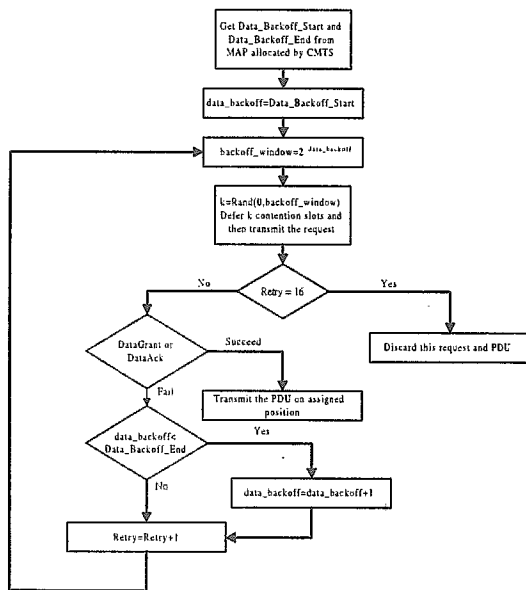 Get Data_Backoff_Start and
Data_Backoff_End from
MAP allocated by CMTS
data_backoff=Data_Backoff_Start
backoff_window=2 data_backoff
k=Rand(0,backoff_window)
Defer k contention slots and
then transmit the request
No
Retry = 16
Yes
DataGrant or
DataAck
Succeed
Discard this request and PDU
Fail
Transmit the PDU on assigned
position
data_backoff<
Data_Backoff_End
Yes
No
data_backoff=data_backoff+1
Retry=Retry+1